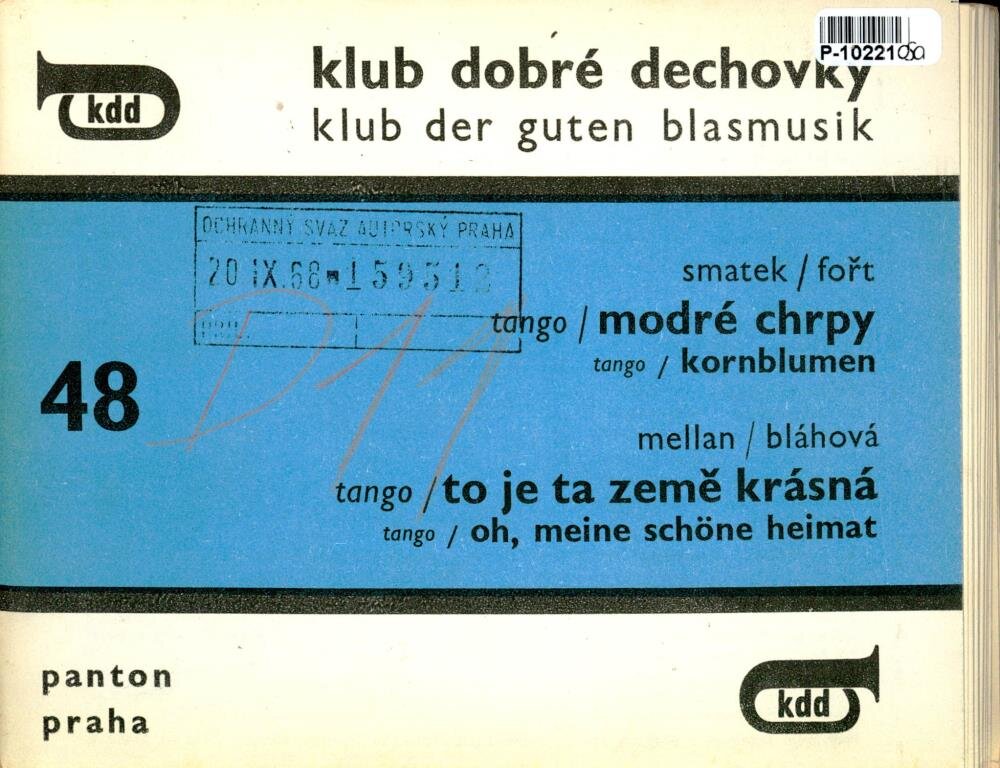 P-10221 osa
kdd
klub dobré dechovky
klub der guten blasmusik
OCHRANNÝ SVAZ AUTORSKÝ PRAHA
20 IX.68 159512
smatek / fořt
tango / modré chrpy
tango / kornblumen
48
D11
mellan / bláhová
tango / to je ta země krásná
tango / oh, meine schöne heimat
panton
praha
kdd